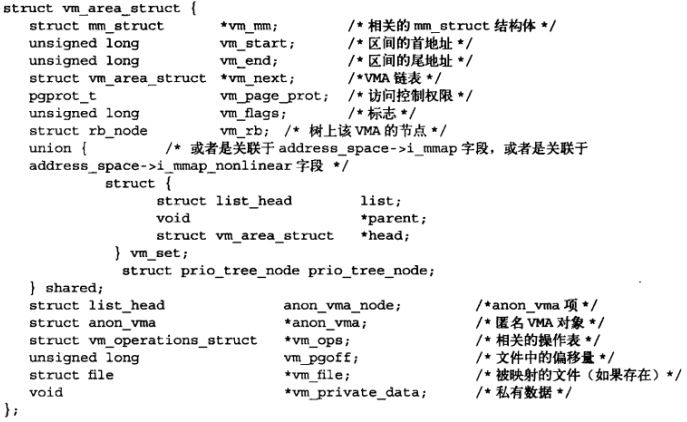 struct vm_area_struct {
struct mm_struct *vm_mm; /* 相关的 mm_struct 结构体 */
unsigned long vm_start; /* 区间的首地址 */
unsigned long vm_end; /* 区间的尾地址 */
struct vm_area_struct *vm_next; /*VMA 链表*/
pgprot_t vm_page_prot; /* 访问控制权限*/
unsigned long vm_flags; /* 标志 */
struct rb_node vm_rb; /* 树上该 VMA 的节点*/
union { /* 或者是关联于 address_space->i_mmap 字段，或者是关联于
address_space->i_mmap_nonlinear 字段 */
struct {
struct list_head list;
void *parent;
struct vm_area_struct *head;
} vm_set;
struct prio_tree_node prio_tree_node;
} shared;
struct list_head anon_vma_node; /*anon_vma 项*/
struct anon_vma *anon_vma; /* 匿名 VMA 对象 */
struct vm_operations_struct *vm_ops; /* 相关的操作表 */
unsigned long vm_pgoff; /* 文件中的偏移量 */
struct file *vm_file; /* 被映射的文件（如果存在）*/
void *vm_private_data; /* 私有数据 */
};